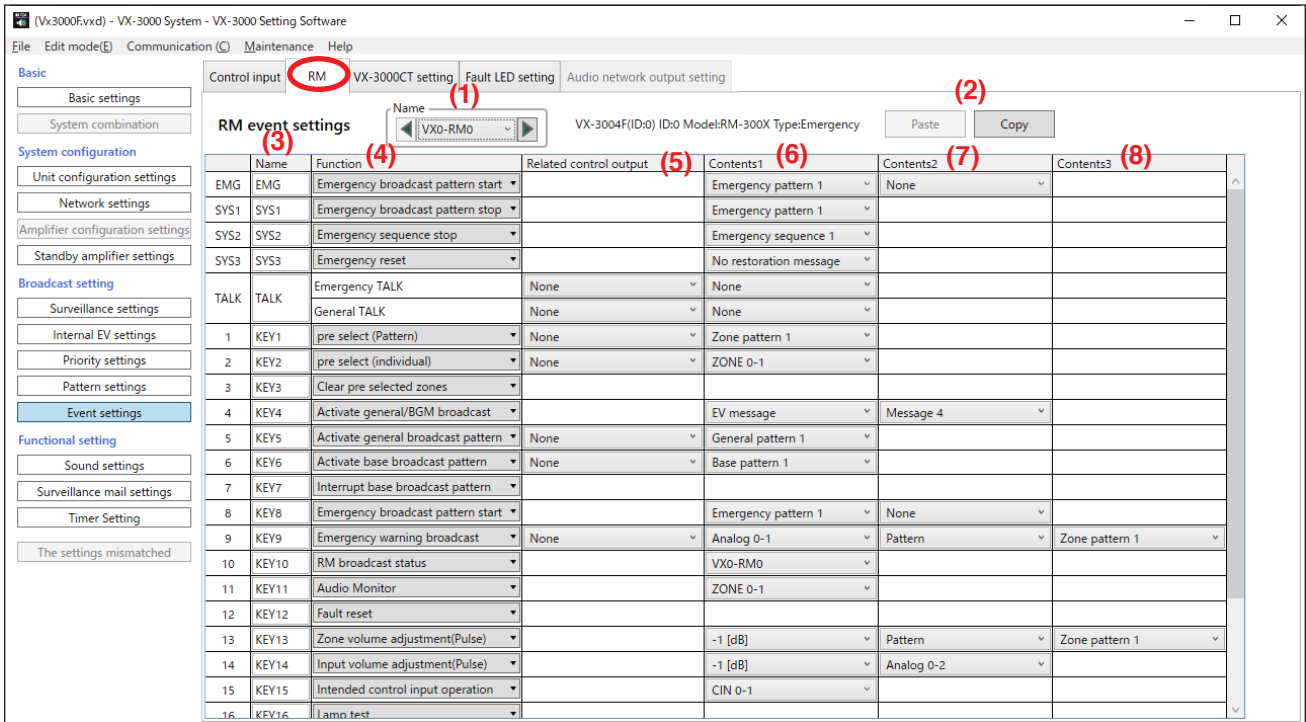 (Vx3000F.vxd) - VX-3000 System - VX-3000 Setting Software
File Edit mode(E) Communication (C) Maintenance Help
Basic
Basic settings
System combination
System configuration
Unit configuration settings
Network settings
Amplifier configuration settings
Standby amplifier settings
Broadcast setting
Surveillance settings
Internal EV settings
Priority settings
Pattern settings
Event settings
Functional setting
Sound settings
Surveillance mail settings
Timer Setting
The settings mismatched
Control input RM VX-3000CT setting Fault LED setting Audio network output setting
(1) (2)
RM event settings Name VX0-RM0 VX-3004F(ID:0) ID:0 Model:RM-300X Type:Emergency Paste Copy
(3) (4) (5) (6) (7) (8)
Name Function Related control output Contents1 Contents2 Contents3
EMG EMG Emergency broadcast pattern start Emergency pattern 1 None
SYS1 SYS1 Emergency broadcast pattern stop Emergency pattern 1
SYS2 SYS2 Emergency sequence stop Emergency sequence 1
SYS3 SYS3 Emergency reset No restoration message
TALK TALK Emergency TALK None None
General TALK None None
1 KEY1 pre select (Pattern) None Zone pattern 1
2 KEY2 pre select (individual) None ZONE 0-1
3 KEY3 Clear pre selected zones
4 KEY4 Activate general/BGM broadcast EV message Message 4
5 KEY5 Activate general broadcast pattern None General pattern 1
6 KEY6 Activate base broadcast pattern None Base pattern 1
7 KEY7 Interrupt base broadcast pattern
8 KEY8 Emergency broadcast pattern start Emergency pattern 1 None
9 KEY9 Emergency warning broadcast None Analog 0-1 Pattern Zone pattern 1
10 KEY10 RM broadcast status VX0-RM0
11 KEY11 Audio Monitor ZONE 0-1
12 KEY12 Fault reset
13 KEY13 Zone volume adjustment(Pulse) -1 [dB] Pattern Zone pattern 1
14 KEY14 Input volume adjustment(Pulse) -1 [dB] Analog 0-2
15 KEY15 Intended control input operation CIN 0-1
16 KEY16 Lamp test